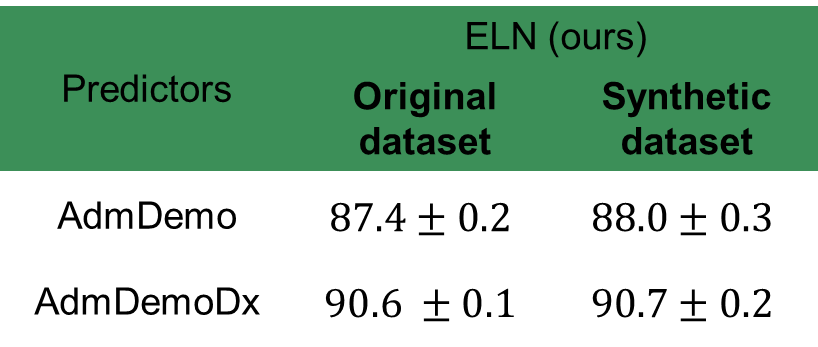 ELN (ours)
Predictors
Original dataset
Synthetic dataset
AdmDemo 87.4 ± 0.2 88.0 ± 0.3
AdmDemoDx 90.6 ± 0.1 90.7 ± 0.2